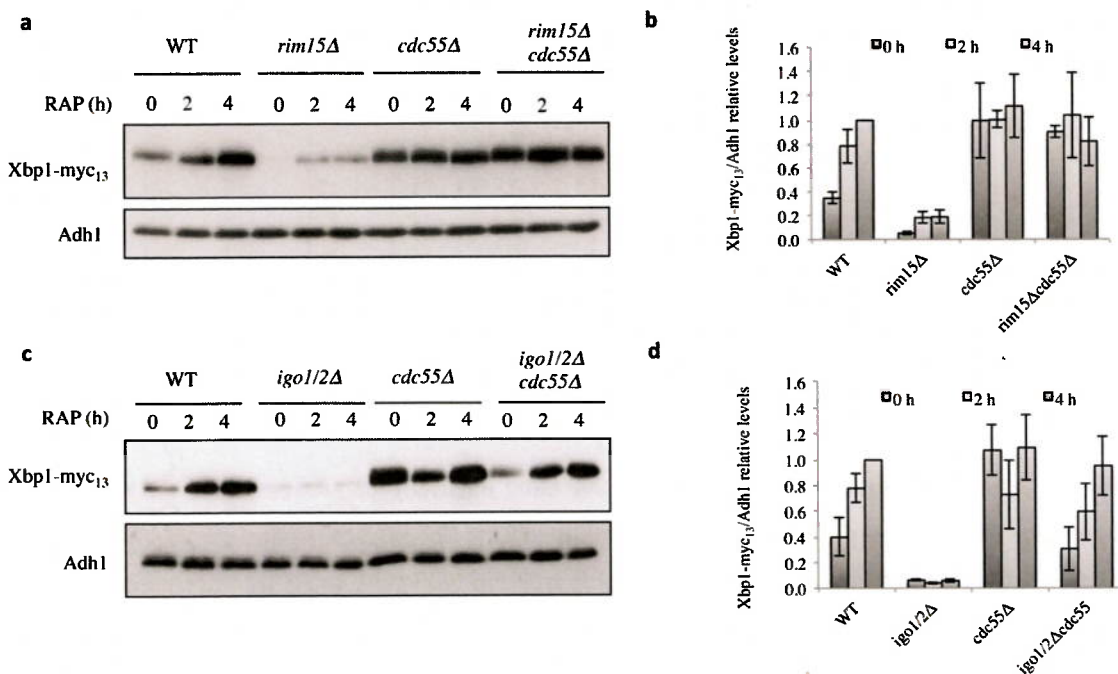 a
WT rim15Δ cdc55Δ rim15Δ cdc55Δ
RAP (h) 0 2 4 0 2 4 0 2 4 0 2 4
Xbp1-myc13
Adh1
b
0 h 2 h 4 h
Xbp1-myc13/Adh1 relative levels
1.6
1.4
1.2
1.0
0.8
0.6
0.4
0.2
0.0
WT rim15Δ cdc55Δ rim15Δcdc55Δ
c
WT igo1/2Δ cdc55Δ igo1/2Δ cdc55Δ
RAP (h) 0 2 4 0 2 4 0 2 4 0 2 4
Xbp1-myc13
Adh1
d
0 h 2 h 4 h
Xbp1-myc13/Adh1 relative levels
1.6
1.4
1.2
1.0
0.8
0.6
0.4
0.2
0.0
WT igo1/2Δ cdc55Δ igo1/2Δcdc55